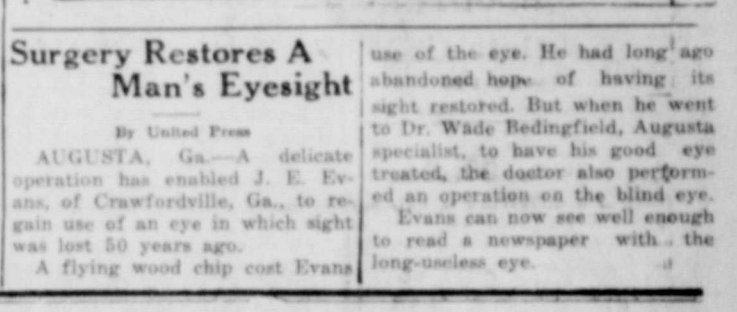 Surgery Restores A
Man's Eyesight
By United Press
AUGUSTA, Ga.—A delicate
operation has enabled J. E. Ev-
ans, of Crawfordville, Ga., to re-
gain use of an eye in which sight
was lost 50 years ago.
A flying wood chip cost Evans
use of the eye. He had long ago
abandoned hope of having its
sight restored. But when he went
to Dr. Wade Bedingfield, Augusta
specialist, to have his good eye
treated, the doctor also perform-
ed an operation on the blind eye.
Evans can now see well enough
to read a newspaper with the
long-useless eye.